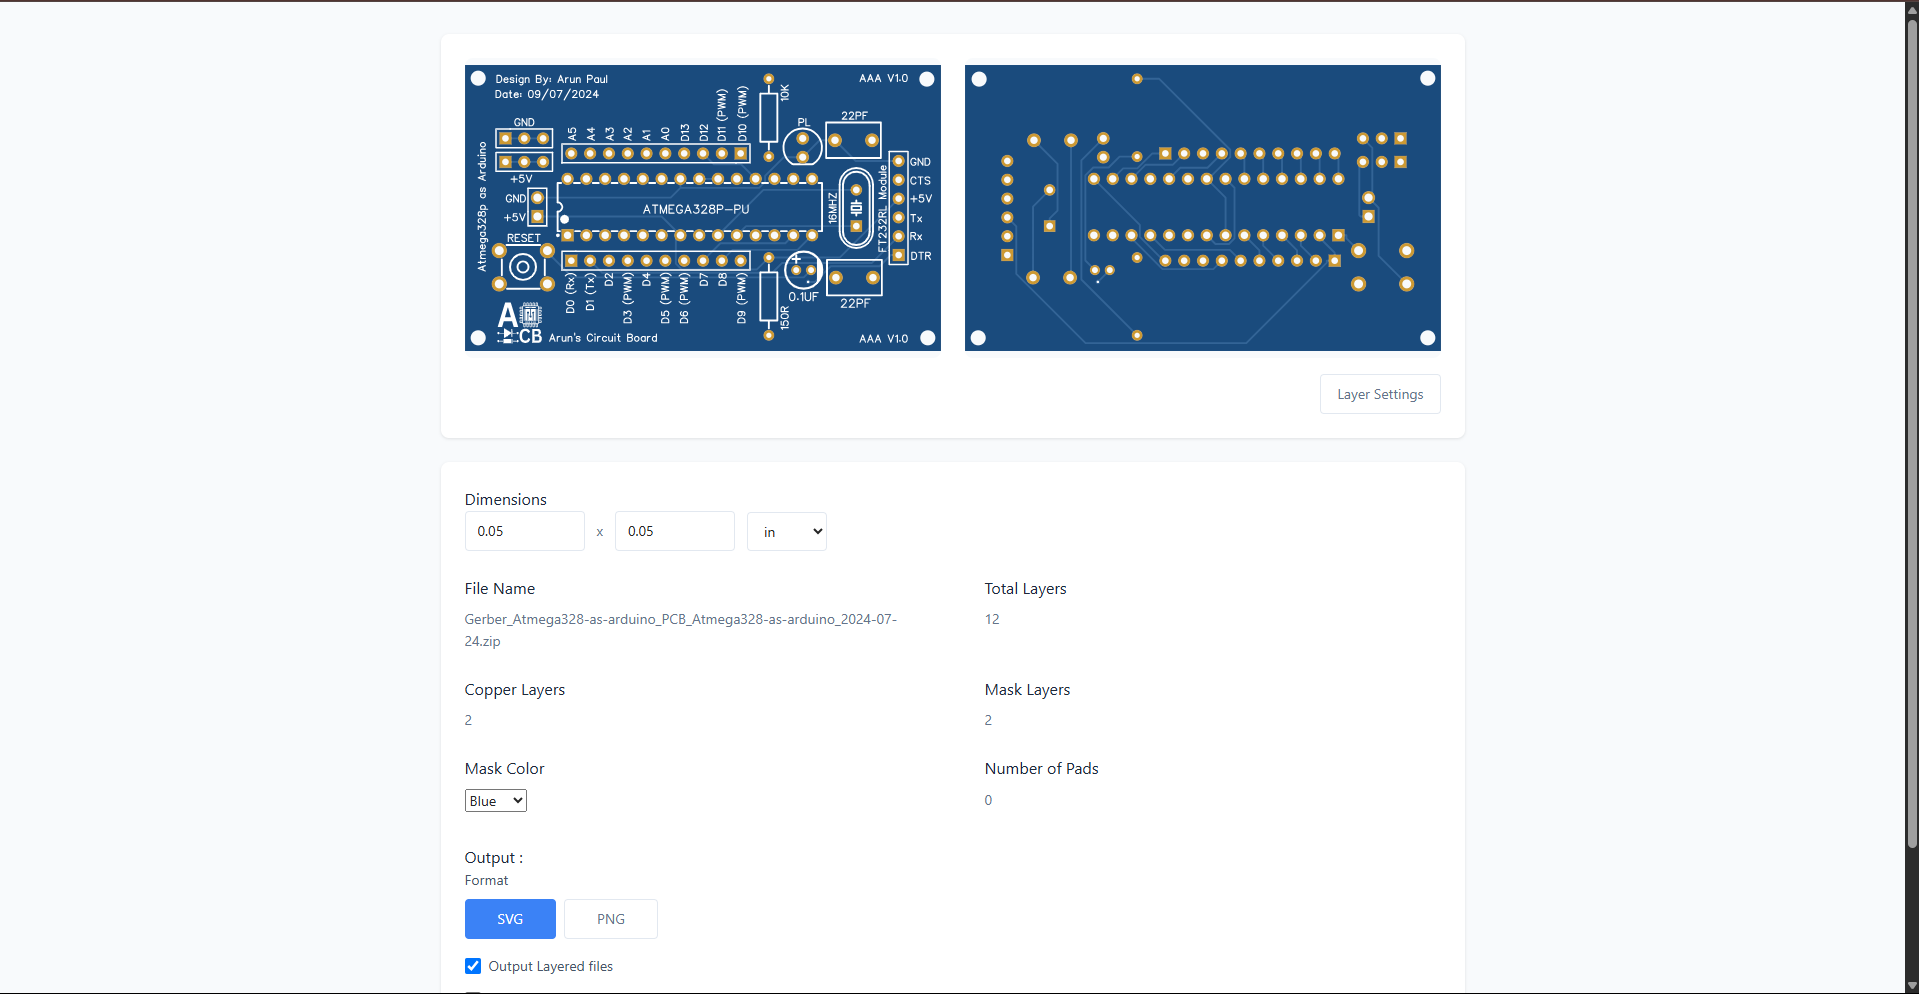 Design By: Arun Paul
Date: 09/07/2024
AAA V1.0
10K
GND
A5
A4
A3
A2
A1
A0
D13
D12
D11 (PWM)
D10 (PWM)
PL
22PF
+5V
Atmega328p as Arduino
GND
+5V
ATMEGA328P-PU
16MHZ
FT232RL Module
GND
CTS
+5V
Tx
Rx
DTR
RESET
D0 (Rx)
D1 (Tx)
D2
D3 (PWM)
D4
D5 (PWM)
D6 (PWM)
D7
D8
D9 (PWM)
+
0.1UF
22PF
150R
A
CB
Arun's Circuit Board
AAA V1.0
Layer Settings
Dimensions
0.05 x 0.05 in
File Name
Gerber_Atmega328-as-arduino_PCB_Atmega328-as-arduino_2024-07-
24.zip
Total Layers
12
Copper Layers
2
Mask Layers
2
Mask Color
Blue
Number of Pads
0
Output :
Format
SVG
PNG
Output Layered files